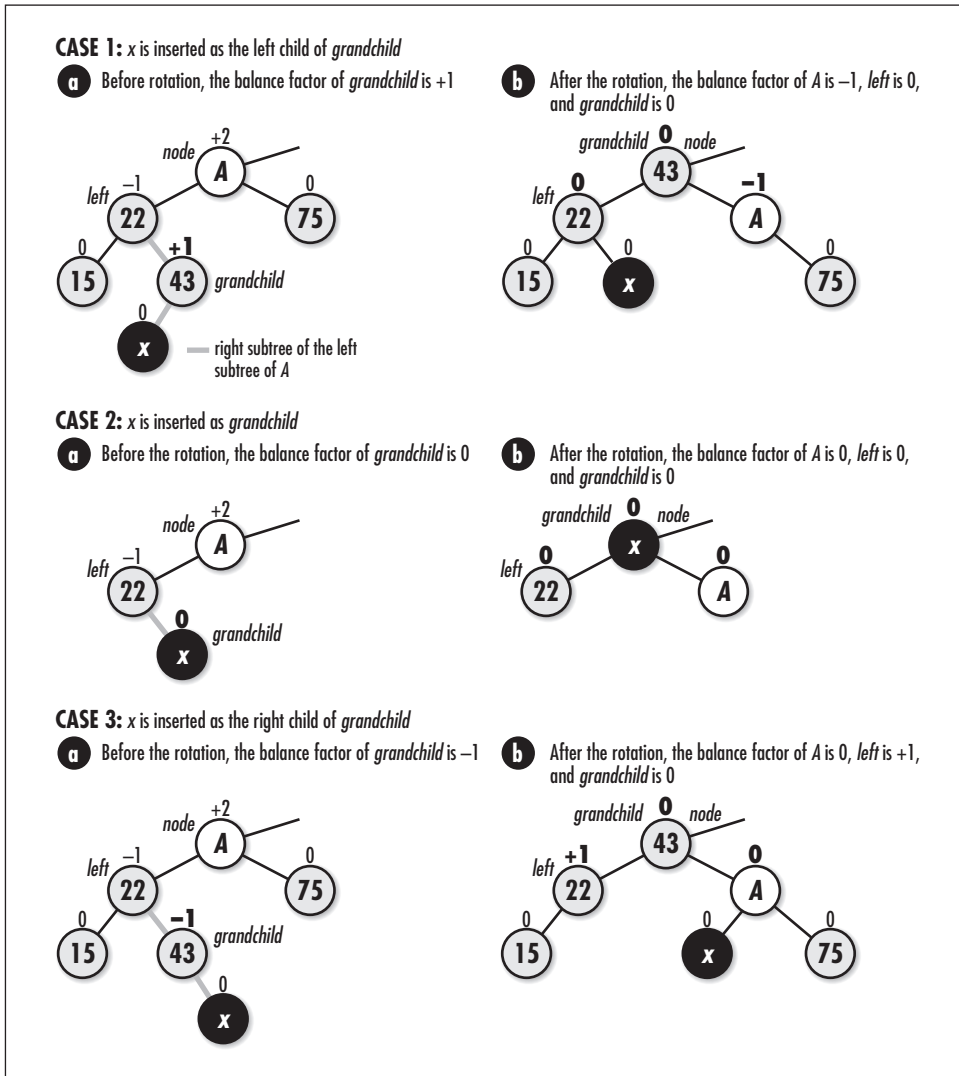 CASE 1: x is inserted as the left child of grandchild
a Before rotation, the balance factor of grandchild is +1
b After the rotation, the balance factor of A is –1, left is 0,
and grandchild is 0
+2
node
A
–1
left
22
0
75
0
15
+1
43
grandchild
0
x
right subtree of the left
subtree of A
grandchild 0 node
43
0
left
22
–1
A
0
15
0
x
0
75
CASE 2: x is inserted as grandchild
a Before the rotation, the balance factor of grandchild is 0
b After the rotation, the balance factor of A is 0, left is 0,
and grandchild is 0
+2
node
A
–1
left
22
0
x
grandchild
grandchild 0 node
x
0
left
22
0
A
CASE 3: x is inserted as the right child of grandchild
a Before the rotation, the balance factor of grandchild is –1
b After the rotation, the balance factor of A is 0, left is +1,
and grandchild is 0
+2
node
A
–1
left
22
0
75
0
15
–1
43
grandchild
0
x
grandchild 0 node
43
+1
left
22
0
A
15
0
x
0
75